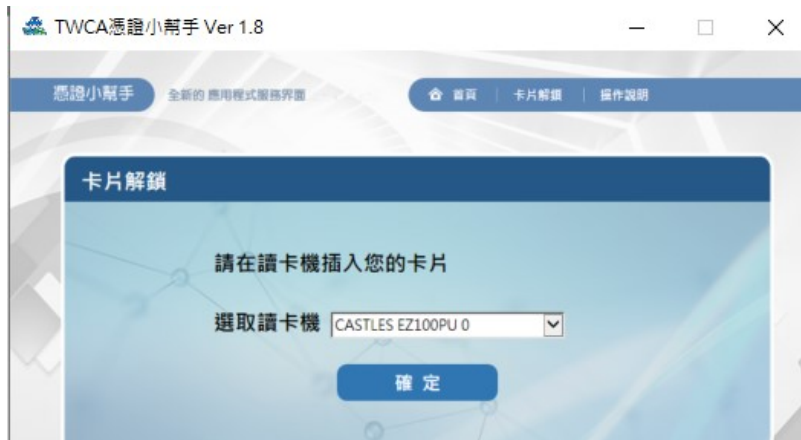 TWCA憑證小幫手 Ver 1.8
憑證小幫手 全新的 應用程式服務界面 首頁 卡片解鎖 操作說明
卡片解鎖
請在讀卡機插入您的卡片
選取讀卡機 CASTLES EZ100PU 0
確定